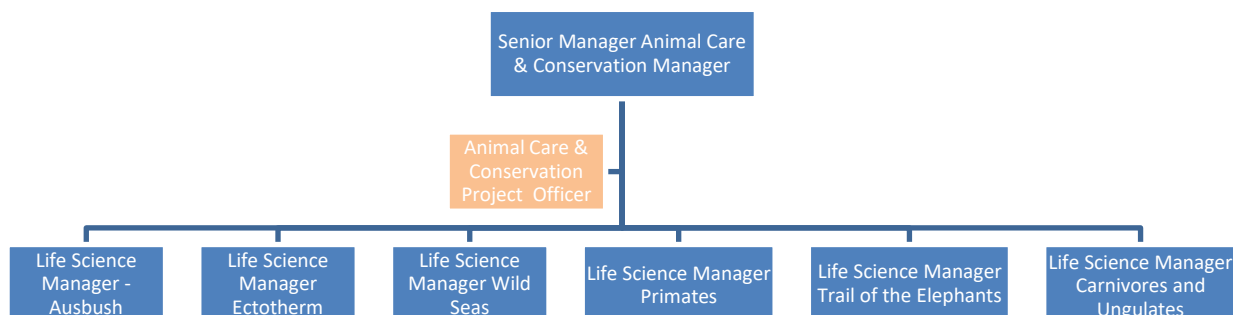 Senior Manager Animal Care
& Conservation Manager
Animal Care &
Conservation
Project Officer
Life Science
Manager -
Ausbush
Life Science
Manager
Ectotherm
Life Science
Manager Wild
Seas
Life Science Manager
Primates
Life Science Manager
Trail of the Elephants
Life Science Manager
Carnivores and
Ungulates